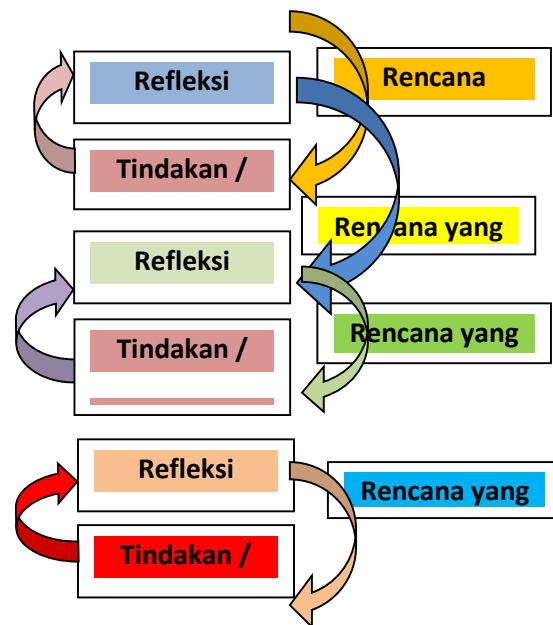 Refleksi
Rencana
Tindakan /
Rencana yang
Refleksi
Tindakan /
Rencana yang
Refleksi
Rencana yang
Tindakan /